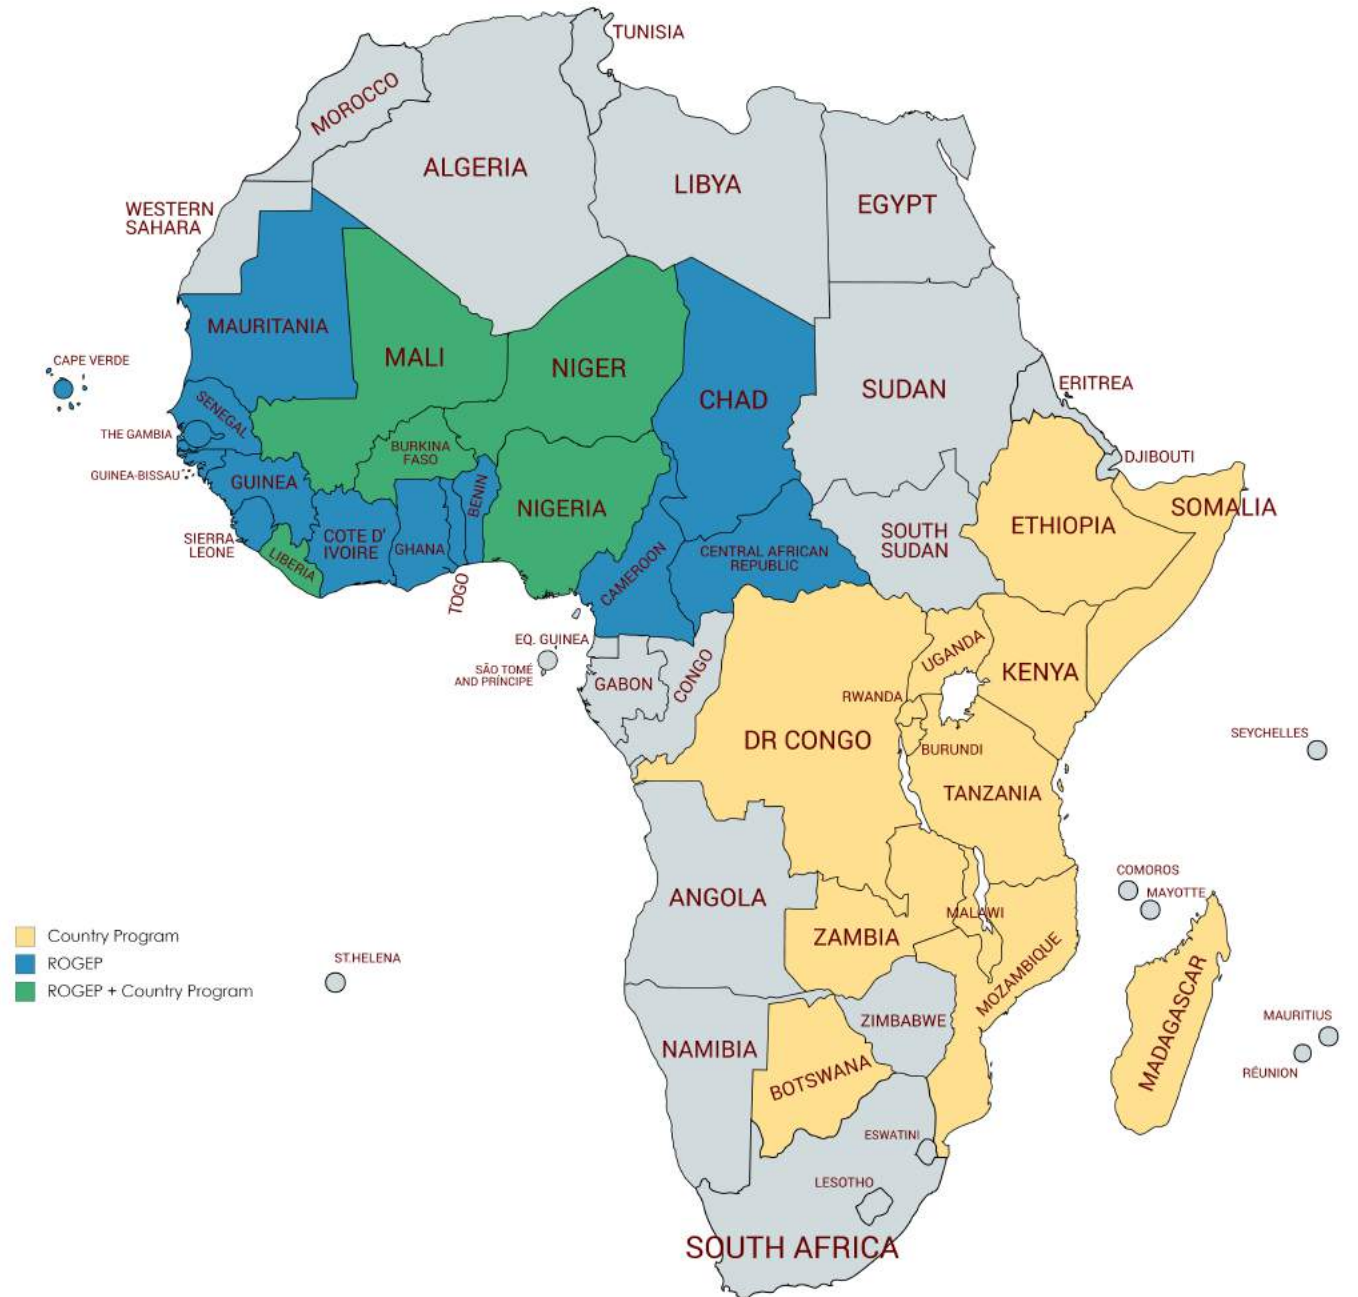 TUNISIA
MOROCCO
ALGERIA
LIBYA
EGYPT
WESTERN
SAHARA
MAURITANIA
MALI
NIGER
CHAD
SUDAN
ERITREA
CAPE VERDE
SENEGAL
THE GAMBIA
GUINEA-BISSAU
GUINEA
BURKINA
FASO
BENIN
NIGERIA
DJIBOUTI
SOMALIA
ETHIOPIA
SOUTH
SUDAN
SIERRA
LEONE
LIBERIA
COTE D'
IVOIRE
GHANA
TOGO
CAMEROON
CENTRAL AFRICAN
REPUBLIC
EQ. GUINEA
SÃO TOMÉ
AND PRÍNCIPE
GABON
CONGO
UGANDA
KENYA
RWANDA
DR CONGO
BURUNDI
SEYCHELLES
TANZANIA
COMOROS
MAYOTTE
ANGOLA
MALAWI
ZAMBIA
MOZAMBIQUE
MADAGASCAR
Country Program
ROGEP
ROGEP + Country Program
ST.HELENA
ZIMBABWE
MAURITIUS
NAMIBIA
BOTSWANA
RÉUNION
ESWATINI
LESOTHO
SOUTH AFRICA